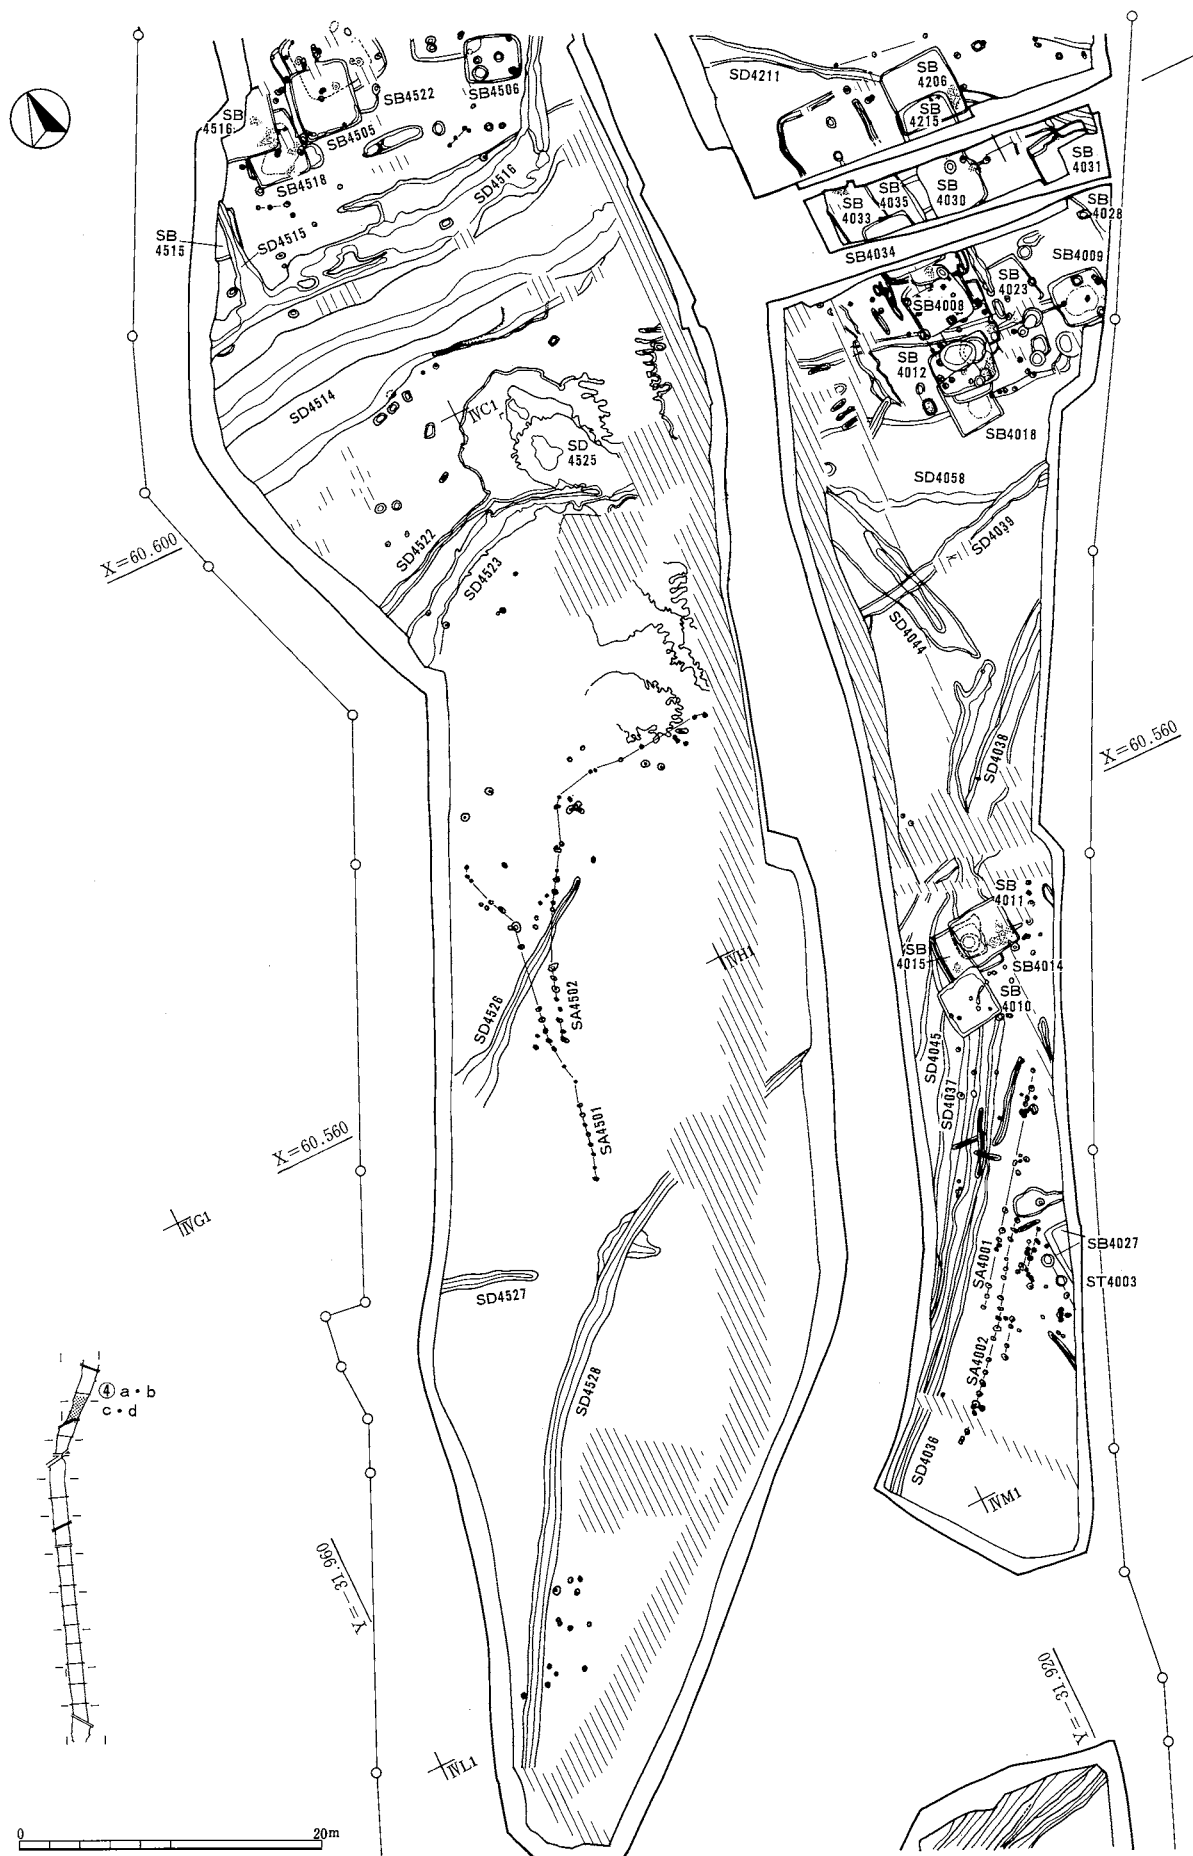 SD4211
SB
4206
SB
4215
SB
4031
SB
4030
SB
4035
SB
4033
SB4034
SB
4028
SB4009
SB
4023
SB4008
SB
4012
SB4018
SD4058
SD4039
SD4044
SD4038
X=60.560
SB4522
SB4506
SB
4516
SB4505
SB4518
SD4516
SB
4515
SD4515
SD4514
ⅣC1
SD
4525
SD4522
SD4523
X=60.600
SB
4011
SB
4015
SB4014
SB
4010
ⅣH1
SD4526
SA4502
SD4045
SD4037
SA4501
X=60.560
ⅣG1
SA4001
SB4027
ST4003
SD4527
SA4002
SD4528
④a・b
c・d
SD4036
ⅣM1
Y=-31.960
Y=-31.920
ⅣL1
0 20m